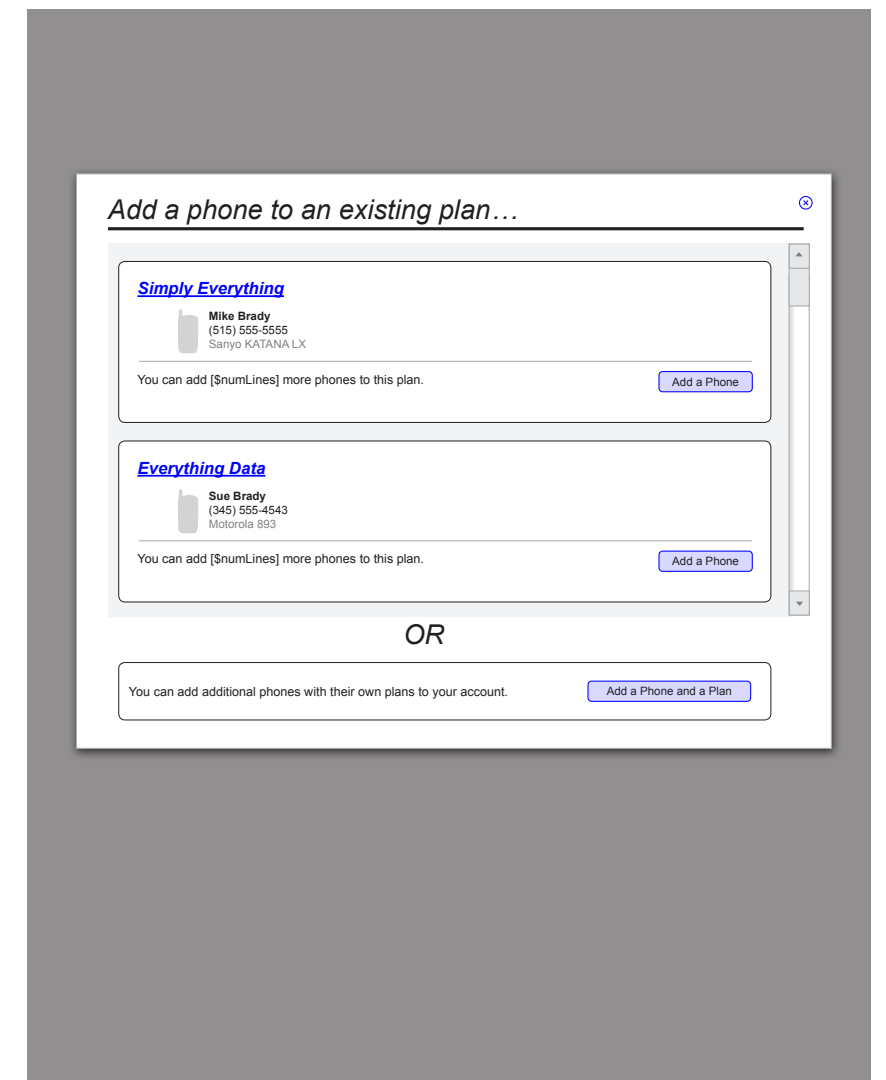 Add a phone to an existing plan…
Simply Everything
Mike Brady
(515) 555-5555
Sanyo KATANA LX
You can add [$numLines] more phones to this plan.
Add a Phone
Everything Data
Sue Brady
(345) 555-4543
Motorola 893
You can add [$numLines] more phones to this plan.
Add a Phone
OR
You can add additional phones with their own plans to your account.
Add a Phone and a Plan